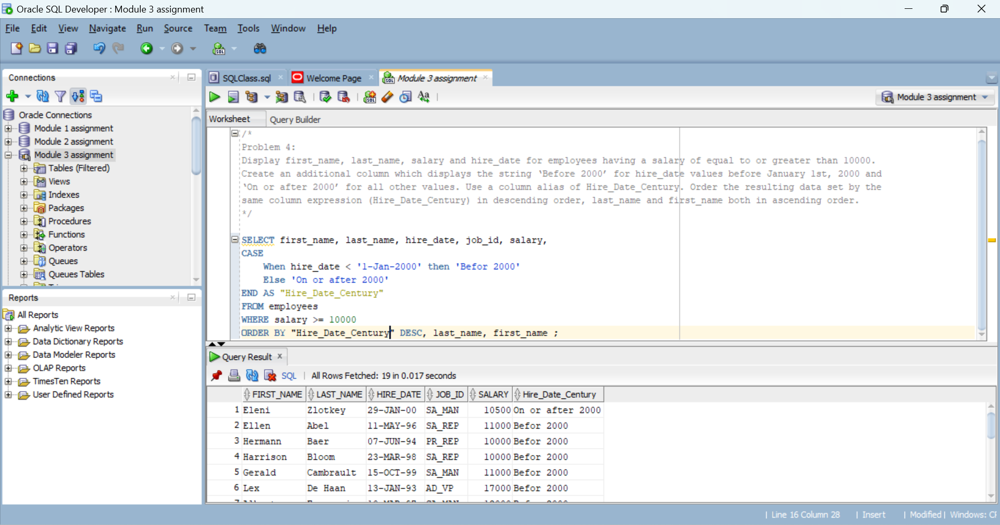 Oracle SQL Developer : Module 3 assignment
File Edit View Navigate Run Source Team Tools Window Help
Connections
Oracle Connections
Module 1 assignment
Module 2 assignment
Module 3 assignment
Tables (Filtered)
Views
Indexes
Packages
Procedures
Functions
Operators
Queues
Queues Tables
Reports
All Reports
Analytic View Reports
Data Dictionary Reports
Data Modeler Reports
OLAP Reports
TimesTen Reports
User Defined Reports
SQLClass.sql Welcome Page Module 3 assignment
Module 3 assignment
Worksheet Query Builder
/*
Problem 4:
Display first_name, last_name, salary and hire_date for employees having a salary of equal to or greater than 10000.
Create an additional column which displays the string ‘Before 2000’ for hire_date values before January 1st, 2000 and
‘On or after 2000’ for all other values. Use a column alias of Hire_Date_Century. Order the resulting data set by the
same column expression (Hire_Date_Century) in descending order, last_name and first_name both in ascending order.
*/
SELECT first_name, last_name, hire_date, job_id, salary,
CASE
When hire_date < '1-Jan-2000' then 'Befor 2000'
Else 'On or after 2000'
END AS "Hire_Date_Century"
FROM employees
WHERE salary >= 10000
ORDER BY "Hire_Date_Century" DESC, last_name, first_name ;
Query Result
SQL | All Rows Fetched: 19 in 0.017 seconds
FIRST_NAME LAST_NAME HIRE_DATE JOB_ID SALARY Hire_Date_Century
1 Eleni Zlotkey 29-JAN-00 SA_MAN 10500 On or after 2000
2 Ellen Abel 11-MAY-96 SA_REP 11000 Befor 2000
3 Hermann Baer 07-JUN-94 PR_REP 10000 Befor 2000
4 Harrison Bloom 23-MAR-98 SA_REP 10000 Befor 2000
5 Gerald Cambrault 15-OCT-99 SA_MAN 11000 Befor 2000
6 Lex De Haan 13-JAN-93 AD_VP 17000 Befor 2000
| Line 16 Column 28 | Insert | Modified | Windows: